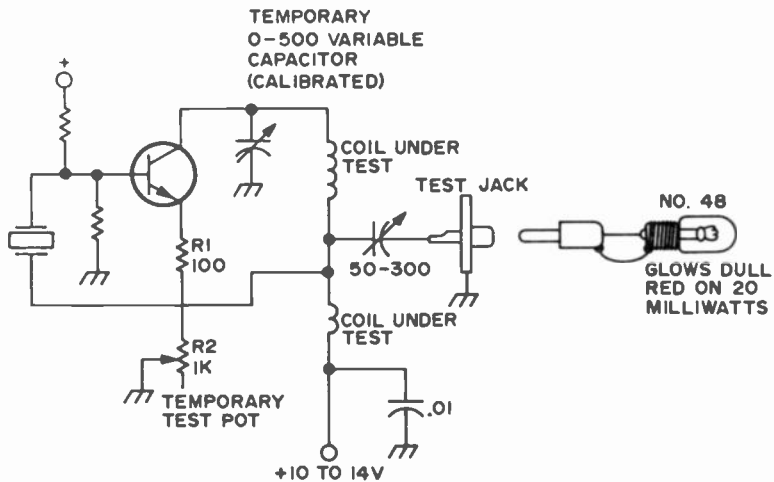 TEMPORARY
0-500 VARIABLE
CAPACITOR
(CALIBRATED)
+
COIL UNDER
TEST
TEST JACK
NO. 48
R1
100
50-300
GLOWS DULL
RED ON 20
MILLIWATTS
COIL UNDER
TEST
R2
1K
TEMPORARY
TEST POT
.01
+10 TO 14V